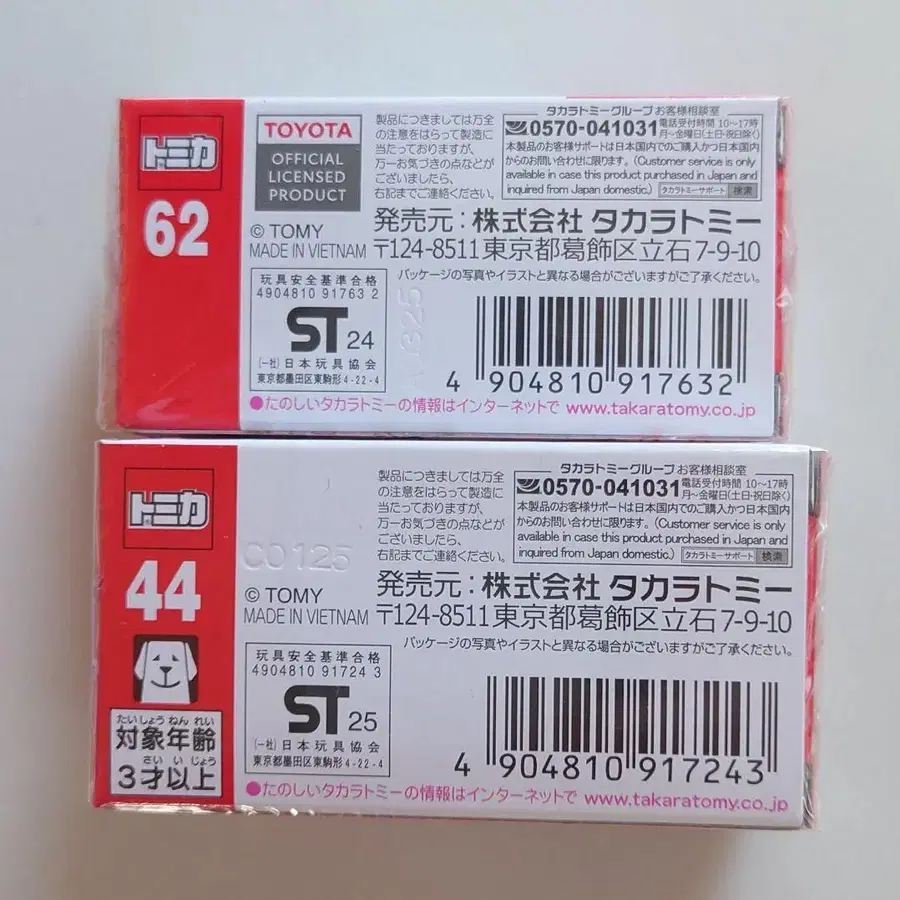 トミカ
62
TOYOTA
OFFICIAL
LICENSED
PRODUCT
© TOMY
MADE IN VIETNAM
製品につきましては万全
の注意をはらって製造に
当たっておりますが、
万一お気づきの点などが
ございましたら、
右記までご連絡ください。
タカラトミーグループ お客様相談室
0570-041031 電話受付時間 10〜17時
月〜金曜日(土日・祝日除く)
本製品のお客様サポートは日本国内でのご購入かつ日本国内
からのお問い合わせに限ります。(Customer service is only
available in case this product purchased in Japan and
inquired from Japan domestic.) タカラトミーサポート 検索
発売元:株式会社 タカラトミー
〒124-8511 東京都葛飾区立石7-9-10
パッケージの写真やイラストと異なる場合がございますがご了承ください。
玩具安全基準合格
4904810 91763 2
ST 24
(一社)日本玩具協会
東京都墨田区東駒形4-22-4
4 904810 917632
●たのしいタカラトミーの情報はインターネットで www.takaratomy.co.jp
トミカ
44
たいしょうねんれい
対象年齢
さいいじょう
3才以上
C0125
© TOMY
MADE IN VIETNAM
製品につきましては万全
の注意をはらって製造に
当たっておりますが、
万一お気づきの点などが
ございましたら、
右記までご連絡ください。
タカラトミーグループ お客様相談室
0570-041031 電話受付時間 10〜17時
月〜金曜日(土日・祝日除く)
本製品のお客様サポートは日本国内でのご購入かつ日本国内
からのお問い合わせに限ります。(Customer service is only
available in case this product purchased in Japan and
inquired from Japan domestic.) タカラトミーサポート 検索
発売元:株式会社 タカラトミー
〒124-8511 東京都葛飾区立石7-9-10
パッケージの写真やイラストと異なる場合がございますがご了承ください。
玩具安全基準合格
4904810 91724 3
ST 25
(一社)日本玩具協会
東京都墨田区東駒形4-22-4
4 904810 917243
●たのしいタカラトミーの情報はインターネットで www.takaratomy.co.jp